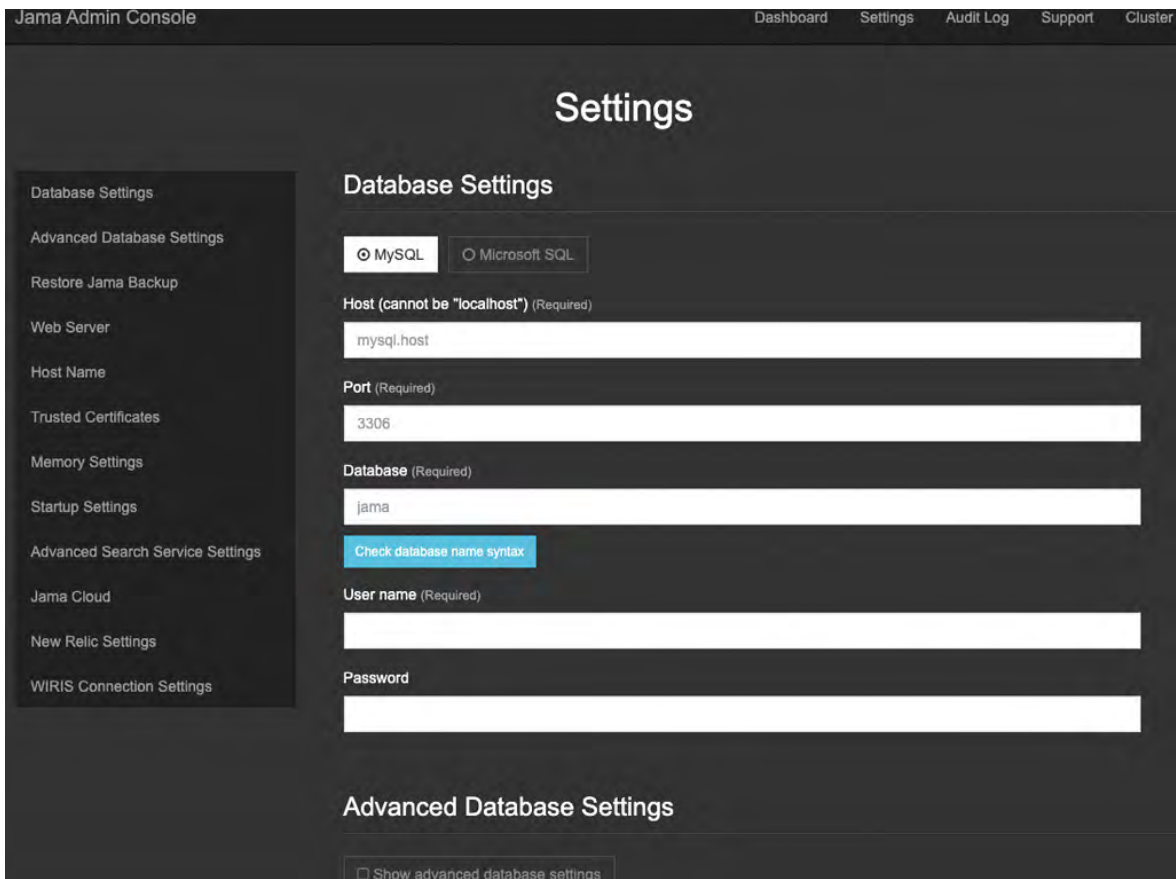 Jama Admin Console
Dashboard Settings Audit Log Support Cluster
Settings
Database Settings
Advanced Database Settings
Restore Jama Backup
Web Server
Host Name
Trusted Certificates
Memory Settings
Startup Settings
Advanced Search Service Settings
Jama Cloud
New Relic Settings
WIRIS Connection Settings
Database Settings
MySQL Microsoft SQL
Host (cannot be "localhost") (Required)
mysql.host
Port (Required)
3306
Database (Required)
jama
Check database name syntax
User name (Required)
Password
Advanced Database Settings
Show advanced database settings